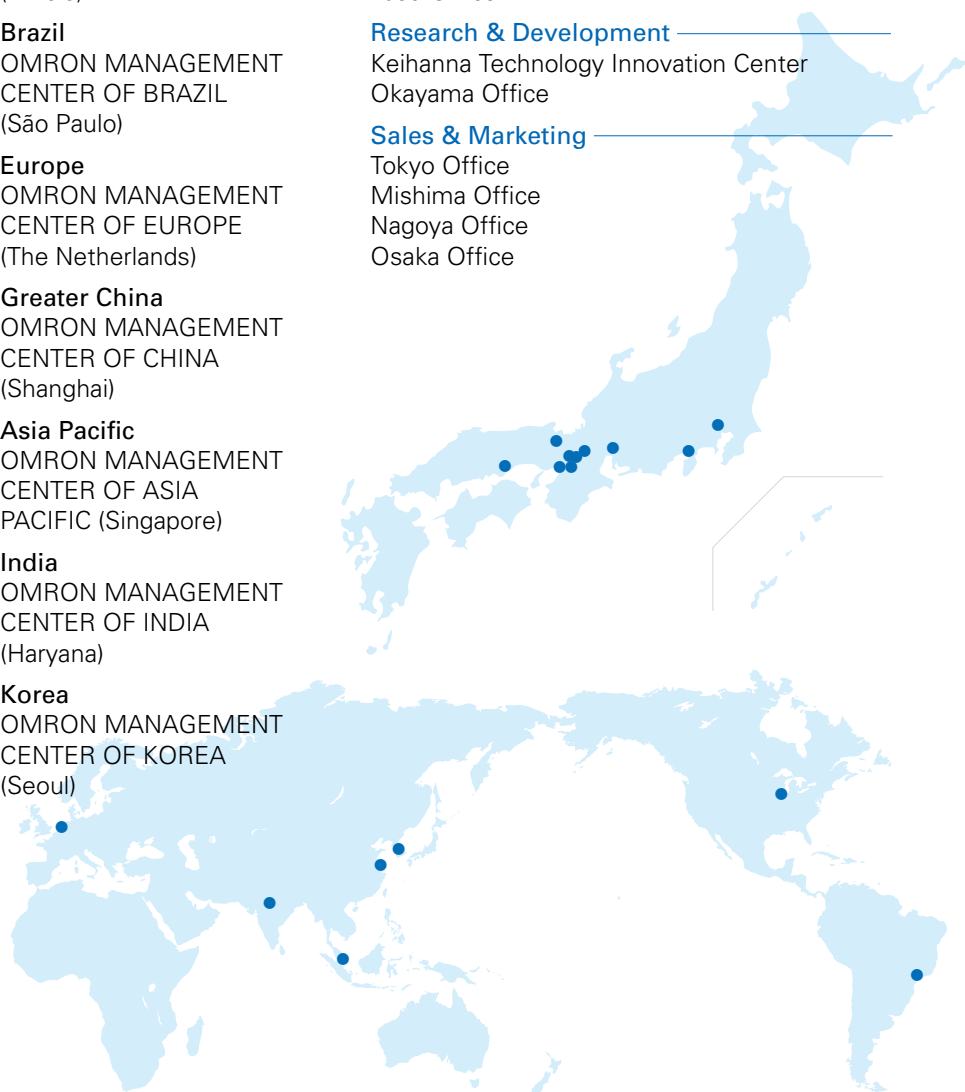 Brazil
OMRON MANAGEMENT
CENTER OF BRAZIL
(São Paulo)
Europe
OMRON MANAGEMENT
CENTER OF EUROPE
(The Netherlands)
Greater China
OMRON MANAGEMENT
CENTER OF CHINA
(Shanghai)
Asia Pacific
OMRON MANAGEMENT
CENTER OF ASIA
PACIFIC (Singapore)
India
OMRON MANAGEMENT
CENTER OF INDIA
(Haryana)
Korea
OMRON MANAGEMENT
CENTER OF KOREA
(Seoul)
Research & Development
Keihanna Technology Innovation Center
Okayama Office
Sales & Marketing
Tokyo Office
Mishima Office
Nagoya Office
Osaka Office